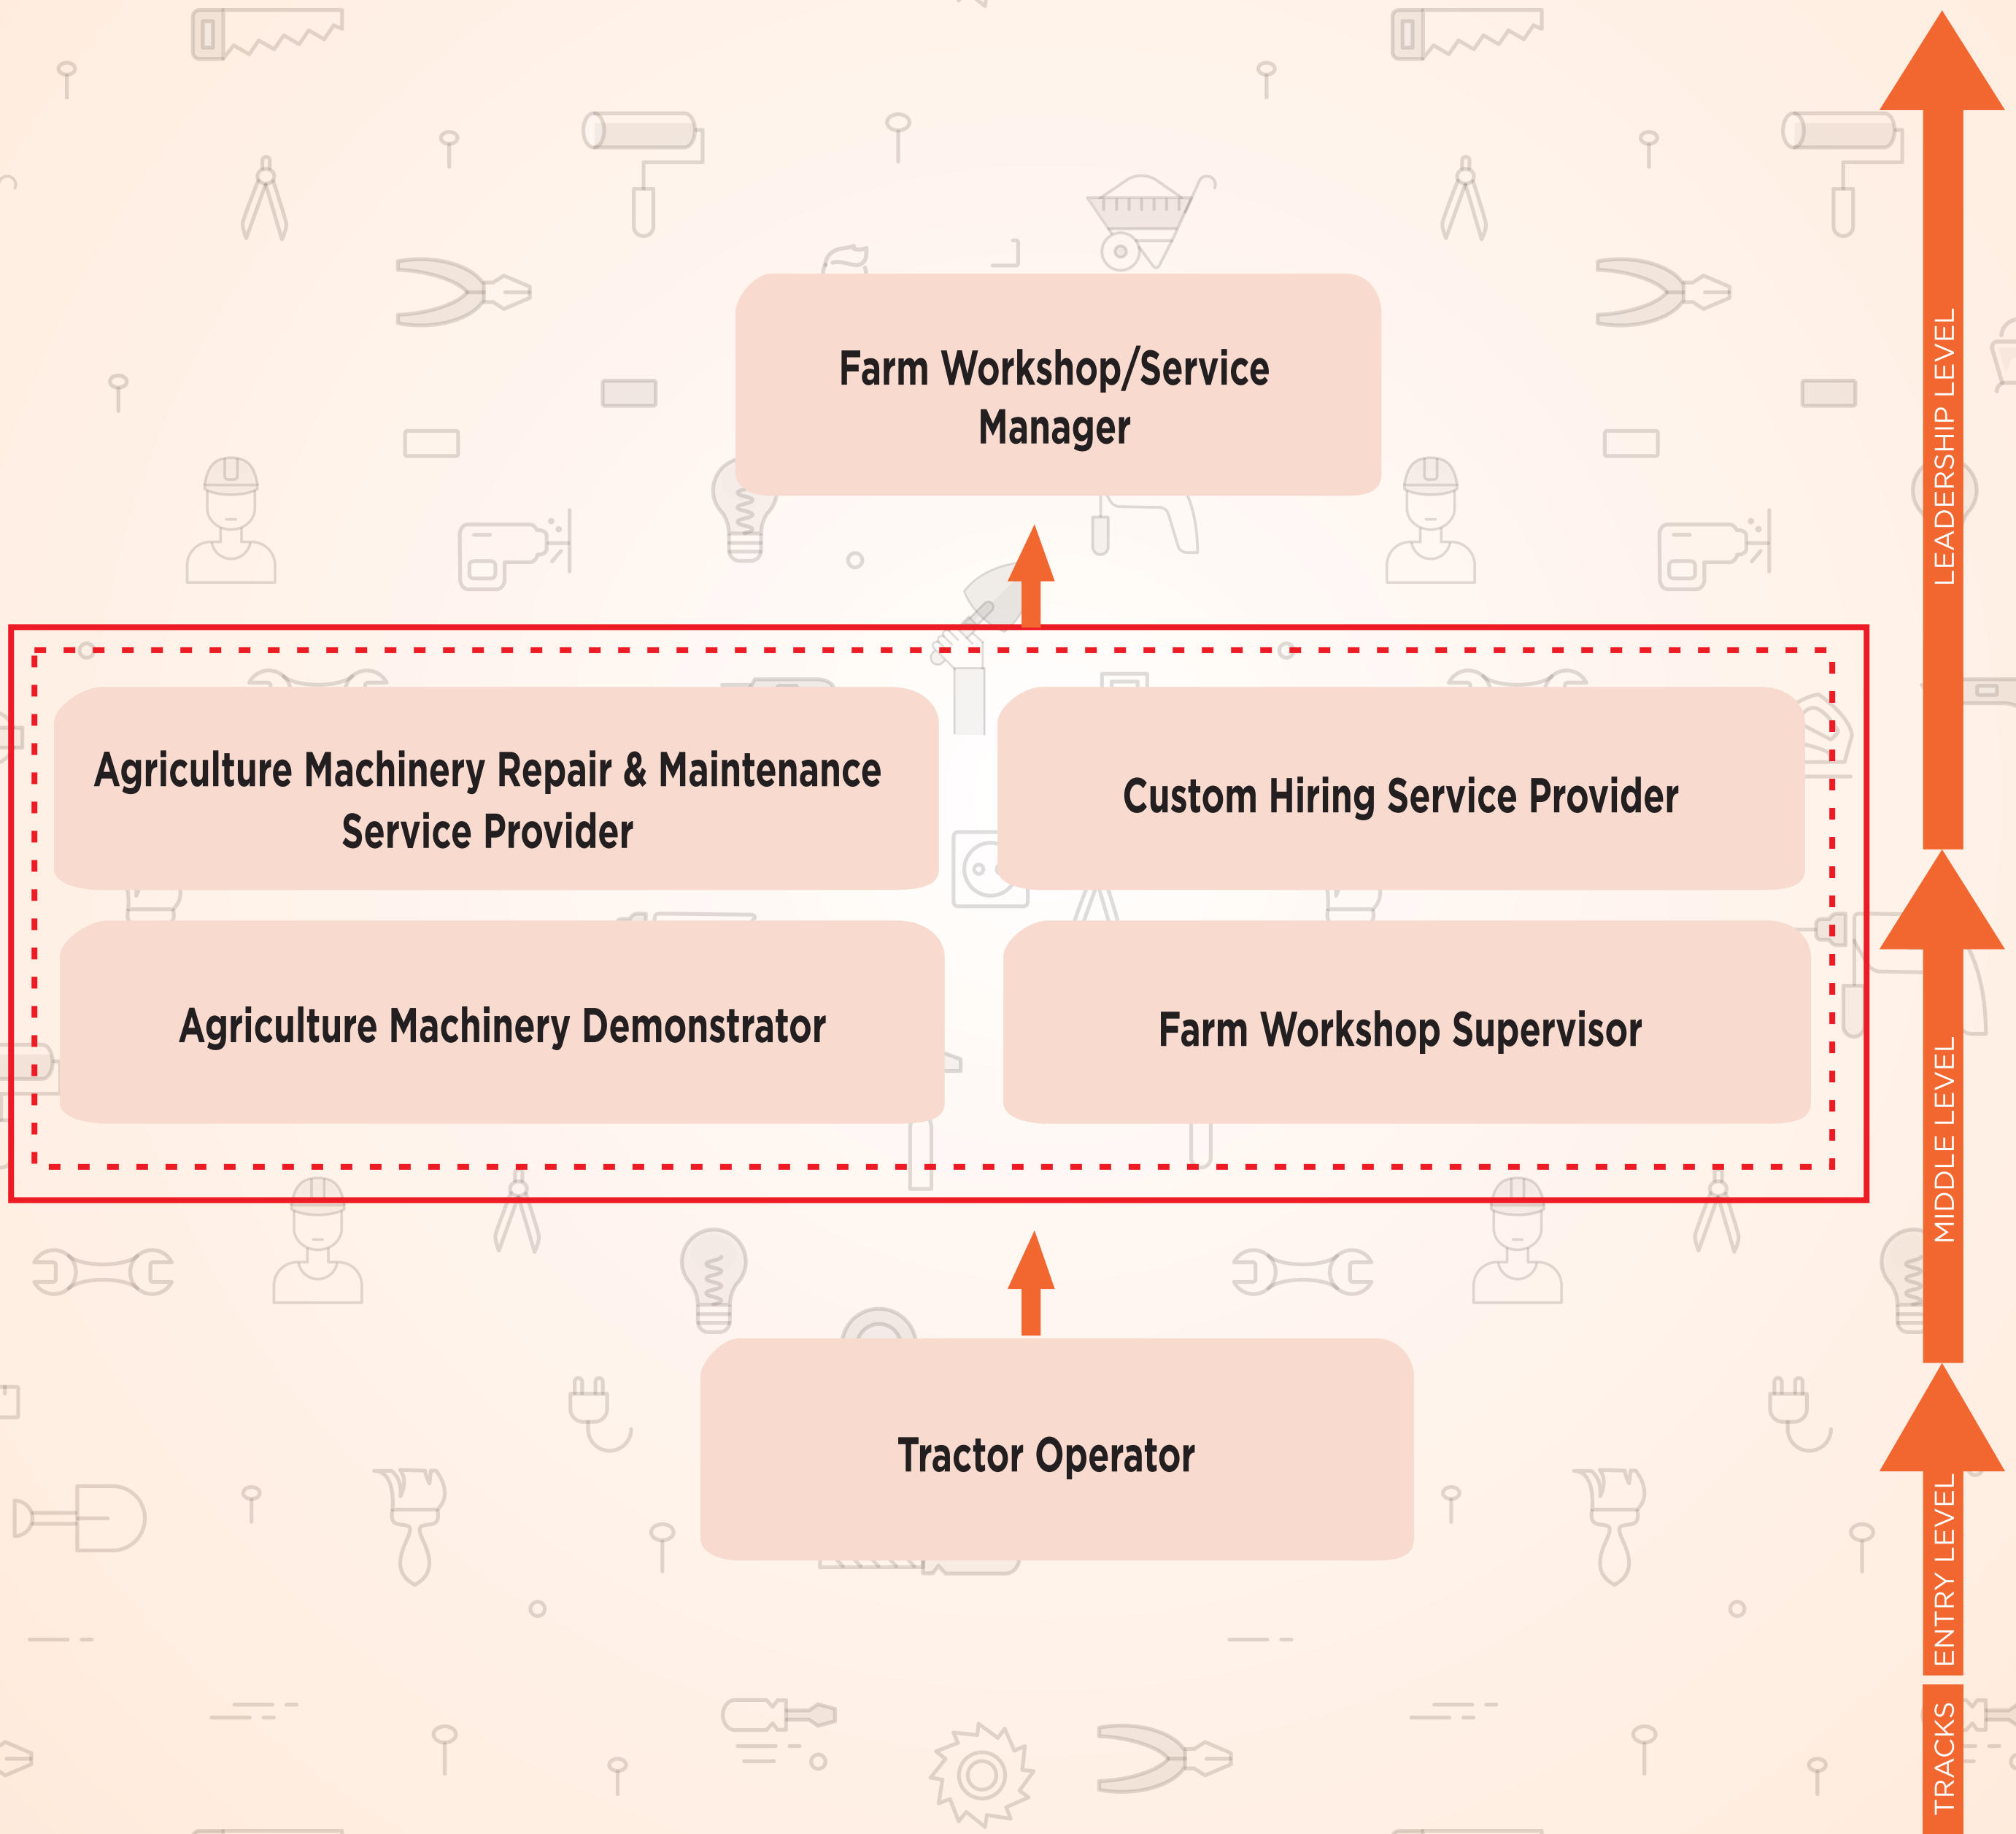 Farm Workshop/Service
Manager
Agriculture Machinery Repair & Maintenance
Service Provider
Custom Hiring Service Provider
Agriculture Machinery Demonstrator
Farm Workshop Supervisor
Tractor Operator
LEADERSHIP LEVEL
MIDDLE LEVEL
ENTRY LEVEL
TRACKS